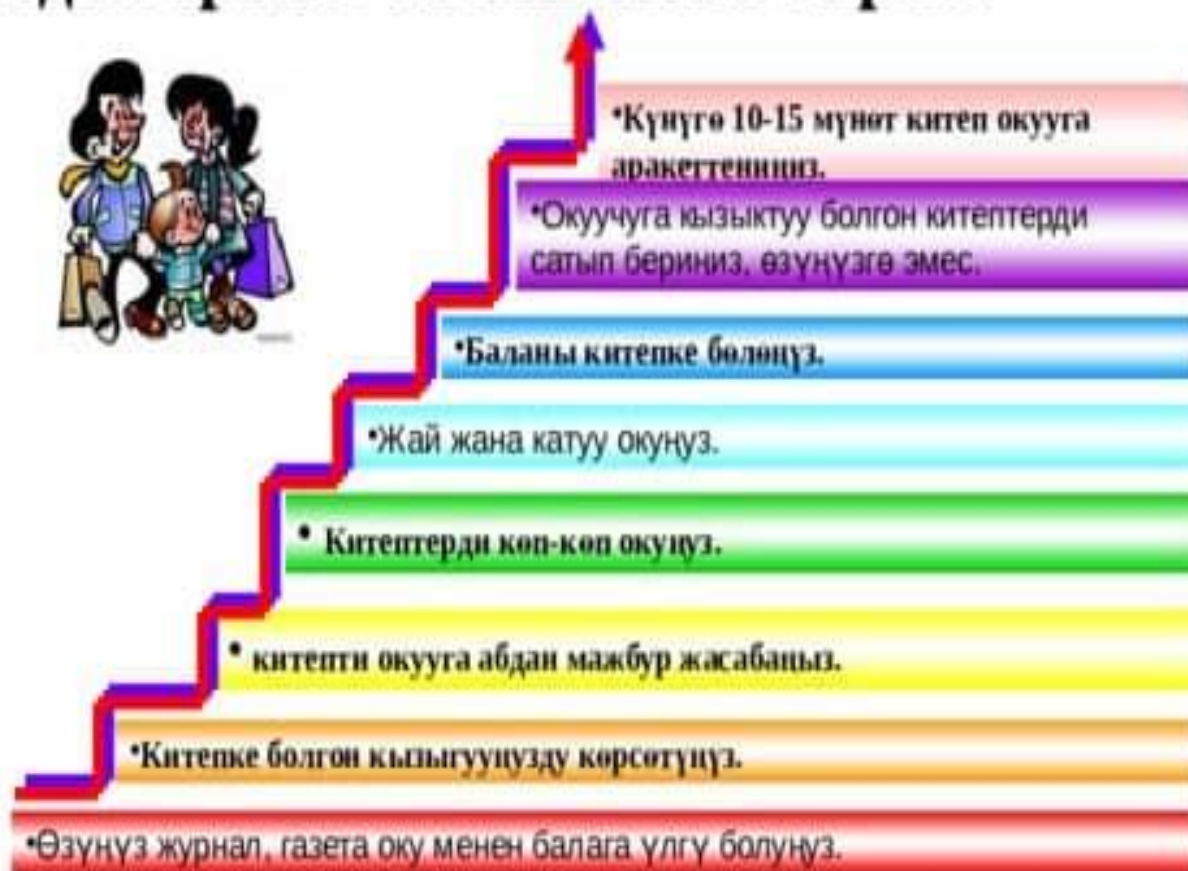 •Күнүгө 10-15 мүнөт китеп окууга
аракеттениңиз.
•Окуучуга кызыктуу болгон китептерди
сатып бериңиз, өзүңүзгө эмес.
•Баланы китепке бөлөңүз.
•Жай жана катуу окуңуз.
• Китептерди көп-көп окуңуз.
• китепти окууга абдан мажбур жасабаңыз.
•Китепке болгон кызыгууңузду көрсөтүңүз.
•Өзүңүз журнал, газета оку менен балага үлгү болуңуз.